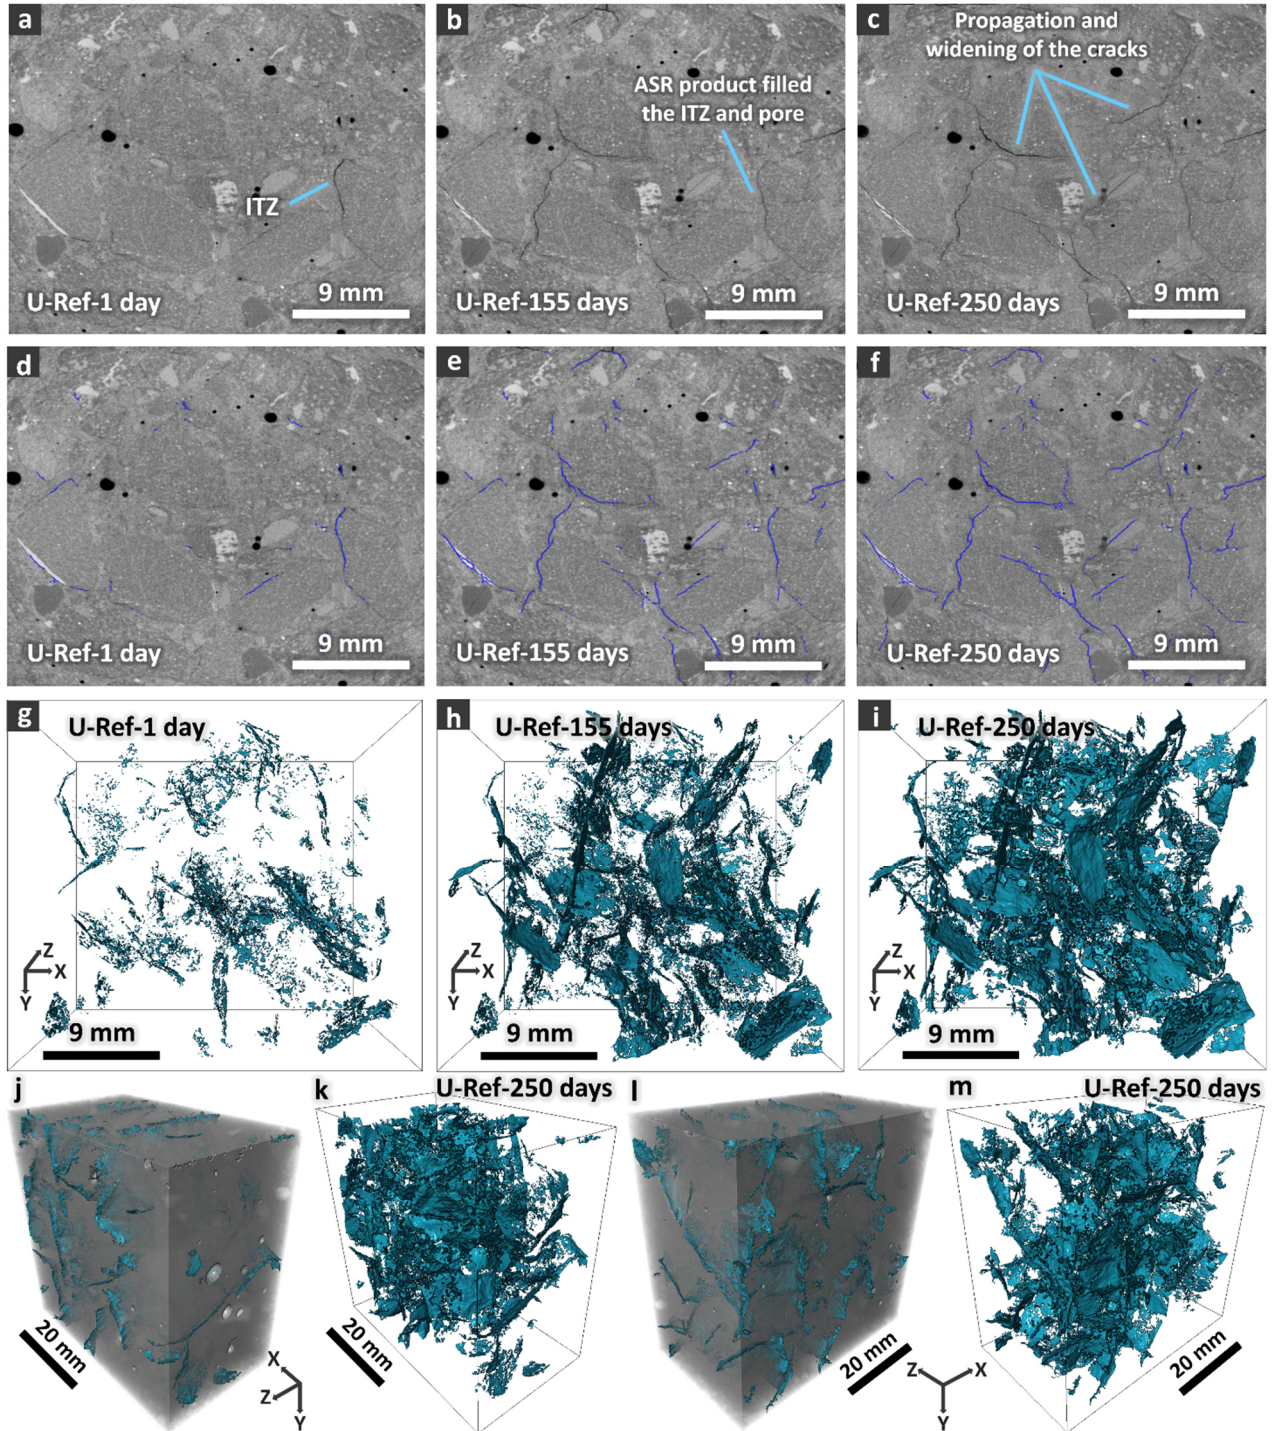 a
ITZ
U-Ref-1 day
9 mm
b
ASR product filled
the ITZ and pore
U-Ref-155 days
9 mm
c
Propagation and
widening of the cracks
U-Ref-250 days
9 mm
d
U-Ref-1 day
9 mm
e
U-Ref-155 days
9 mm
f
U-Ref-250 days
9 mm
g
U-Ref-1 day
Z
X
Y
9 mm
h
U-Ref-155 days
Z
X
Y
9 mm
i
U-Ref-250 days
Z
X
Y
9 mm
j
20 mm
X
Z
Y
k
U-Ref-250 days
20 mm
l
20 mm
Z
X
Y
m
U-Ref-250 days
20 mm